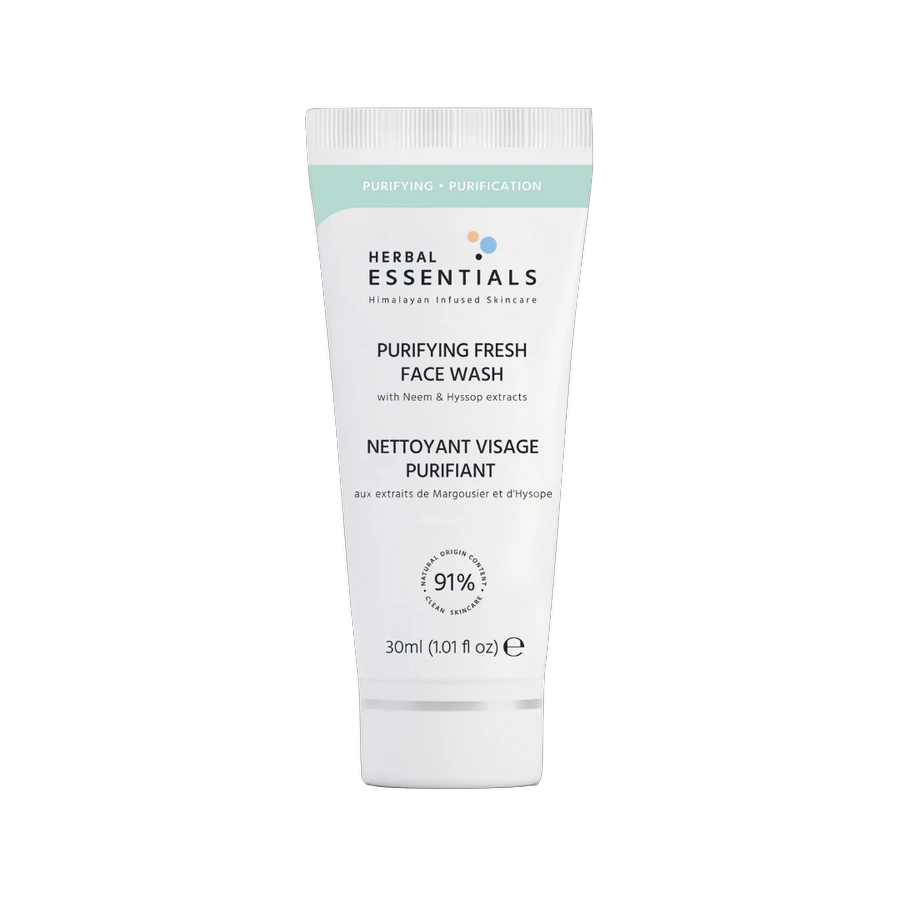 PURIFYING • PURIFICATION
HERBAL
ESSENTIALS
Himalayan Infused Skincare
PURIFYING FRESH
FACE WASH
with Neem & Hyssop extracts
NETTOYANT VISAGE
PURIFIANT
aux extraits de Margousier et d'Hysope
• NATURAL ORIGIN CONTENT •
91%
CLEAN SKINCARE
30ml (1.01 fl oz) ℮